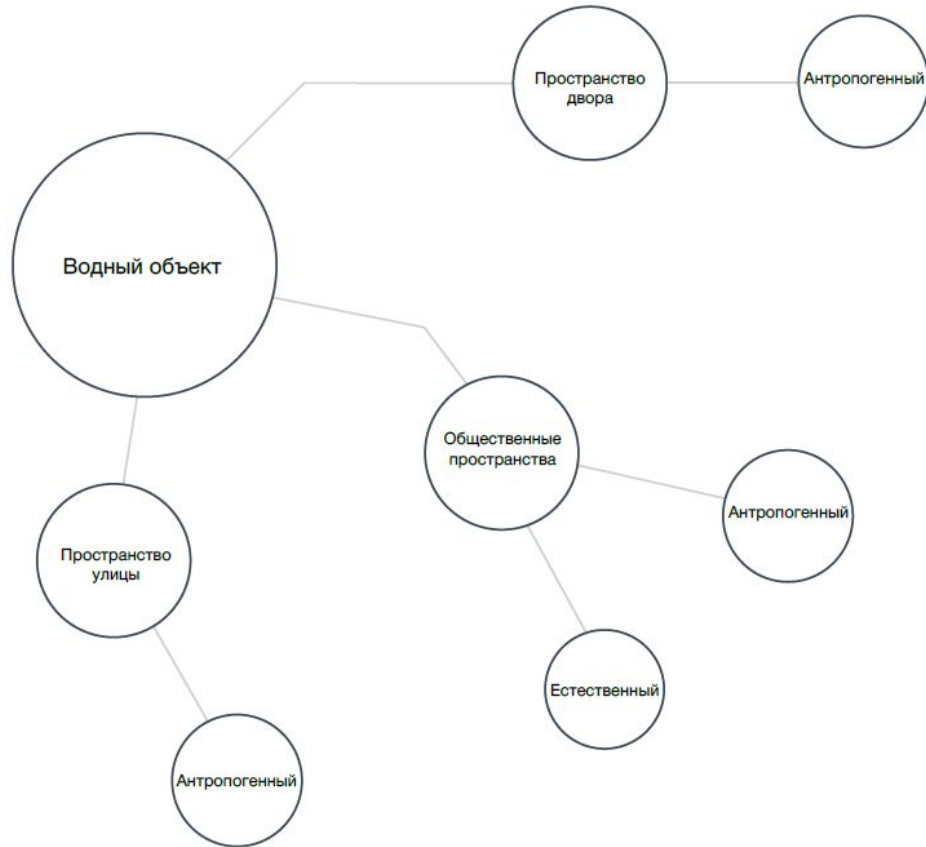 Пространство
двора
Антропогенный
Водный объект
Общественные
пространства
Антропогенный
Пространство
улицы
Естественный
Антропогенный